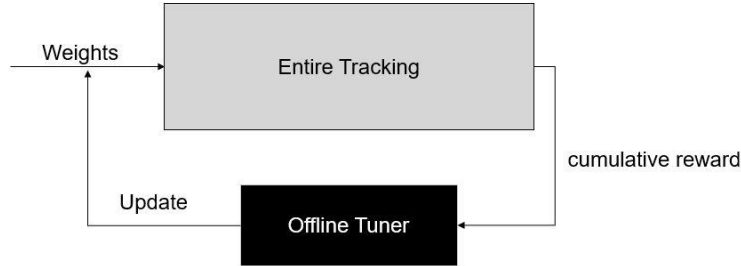 Weights
Entire Tracking
cumulative reward
Update
Offline Tuner